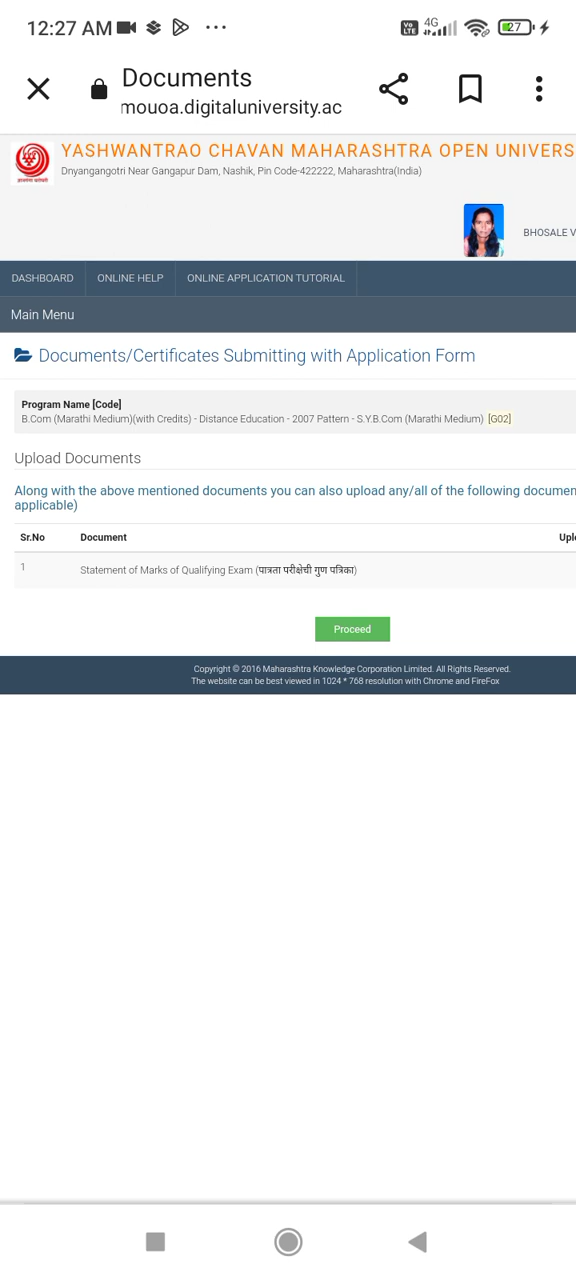 12:27 AM
Vo LTE 4G 27
Documents
mouoa.digitaluniversity.ac
YASHWANTRAO CHAVAN MAHARASHTRA OPEN UNIVERS
Dnyangangotri Near Gangapur Dam, Nashik, Pin Code-422222, Maharashtra(India)
BHOSALE V
DASHBOARD ONLINE HELP ONLINE APPLICATION TUTORIAL
Main Menu
Documents/Certificates Submitting with Application Form
Program Name [Code]
B.Com (Marathi Medium)(with Credits) - Distance Education - 2007 Pattern - S.Y.B.Com (Marathi Medium) [G02]
Upload Documents
Along with the above mentioned documents you can also upload any/all of the following documen
applicable)
Sr.No Document Uplo
1 Statement of Marks of Qualifying Exam (पात्रता परीक्षेची गुण पत्रिका)
Proceed
Copyright © 2016 Maharashtra Knowledge Corporation Limited. All Rights Reserved.
The website can be best viewed in 1024 * 768 resolution with Chrome and FireFox